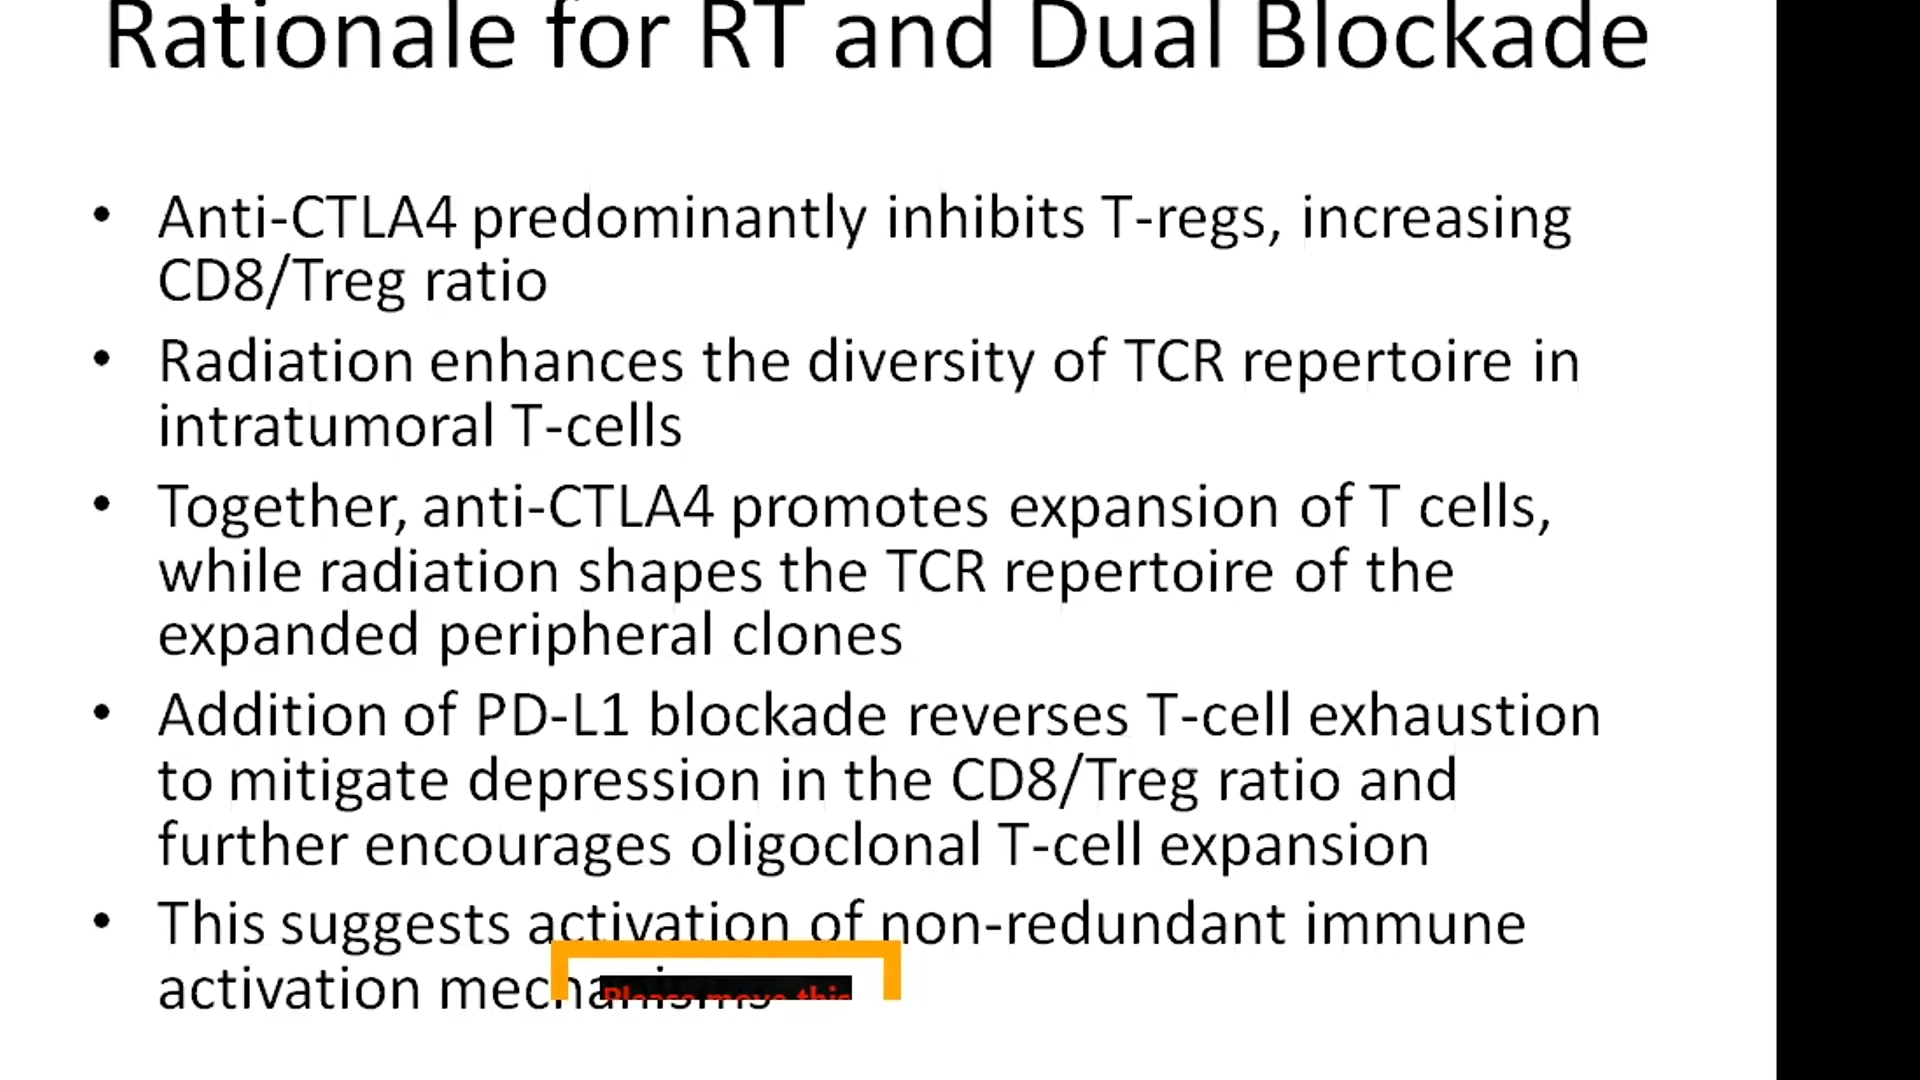 Rationale for RT and Dual Blockade
• Anti-CTLA4 predominantly inhibits T-regs, increasing
CD8/Treg ratio
• Radiation enhances the diversity of TCR repertoire in
intratumoral T-cells
• Together, anti-CTLA4 promotes expansion of T cells,
while radiation shapes the TCR repertoire of the
expanded peripheral clones
• Addition of PD-L1 blockade reverses T-cell exhaustion
to mitigate depression in the CD8/Treg ratio and
further encourages oligoclonal T-cell expansion
• This suggests activation of non-redundant immune
activation mechanisms
Please move this